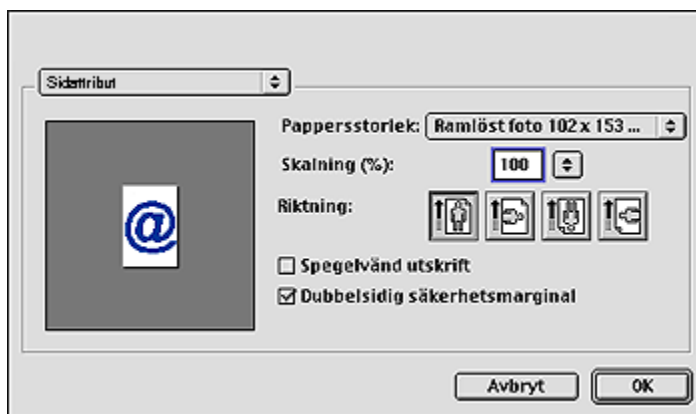 Sidattribut
Pappersstorlek: Ramlöst foto 102 x 153 ...
Skalning (%): 100
Riktning:
@
Spegelvänd utskrift
Dubbelsidig säkerhetsmarginal
Avbryt OK